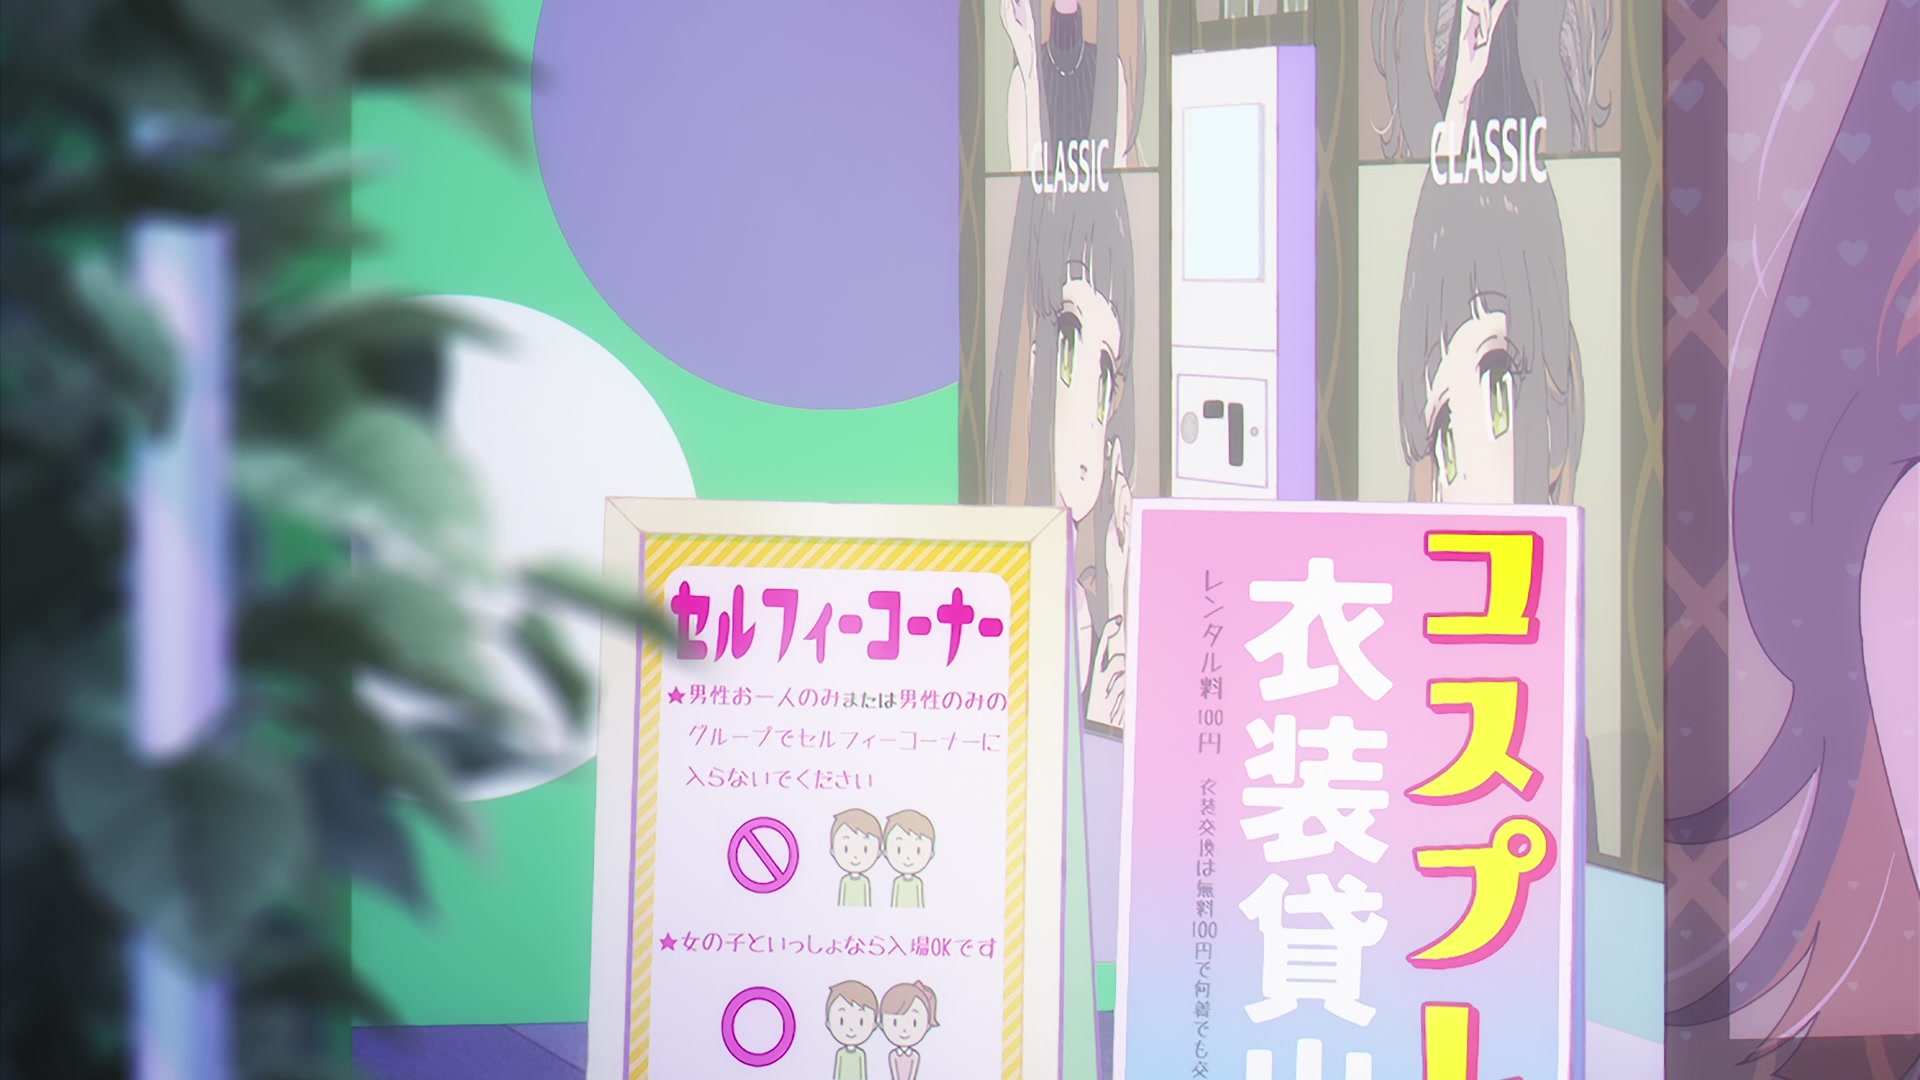 CLASSIC
CLASSIC
セルフィーコーナー
★男性お一人のみまたは男性のみの
グループでセルフィーコーナーに
入らないでください
★女の子といっしょなら入場OKです
コスプレ
衣装貸出
レンタル料 100円 衣装交換は無料100円で何着でも交